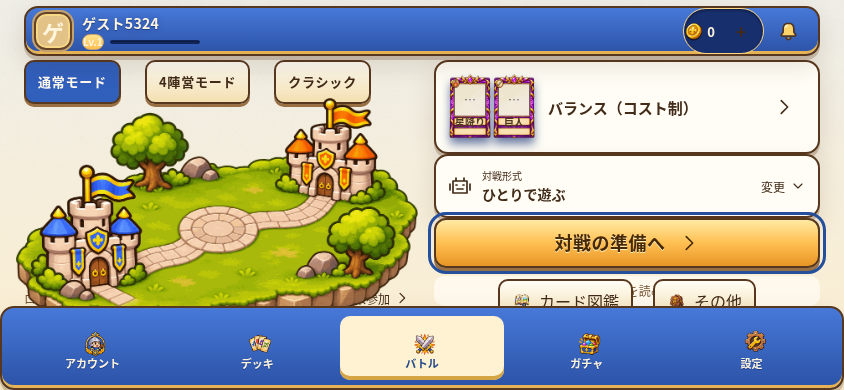 ゲ ゲスト5324
Lv.1
0
通常モード 4陣営モード クラシック
バランス（コスト制）
巨人
対戦形式
ひとりで遊ぶ
変更
対戦の準備へ
カード図鑑 その他
アカウント デッキ バトル ガチャ 設定